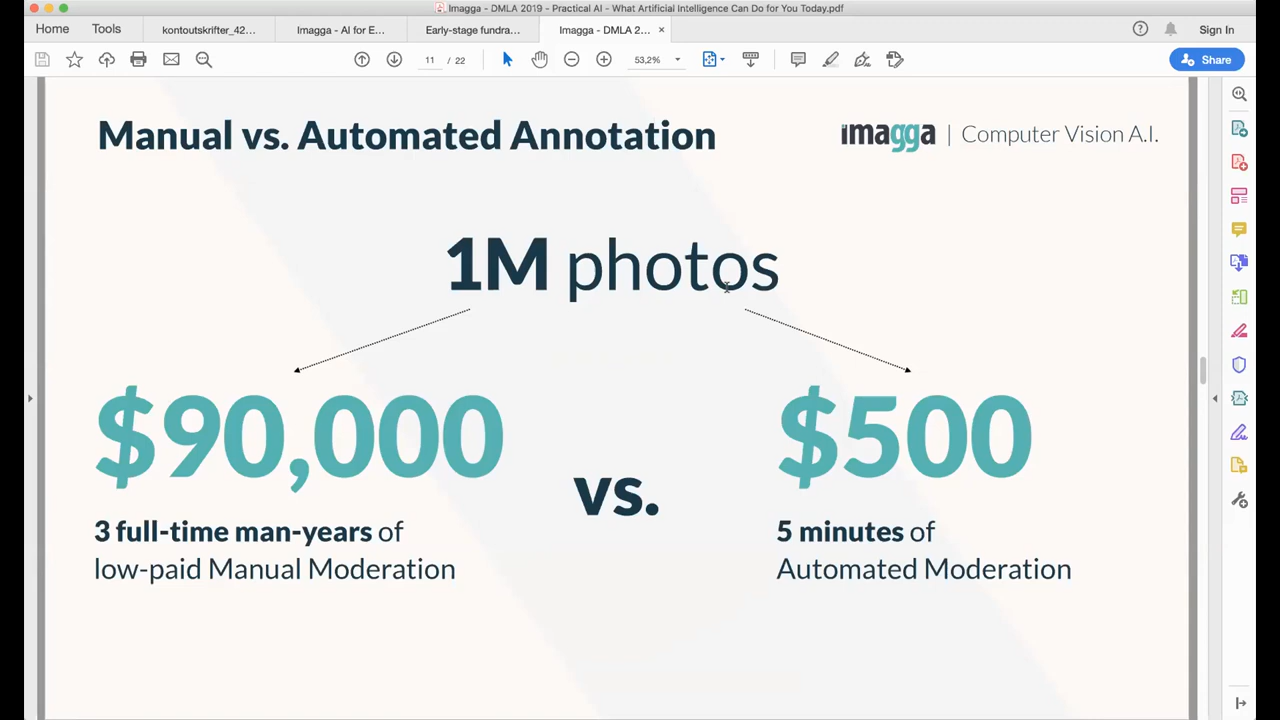 Imagga - DMLA 2019 - Practical AI - What Artificial Intelligence Can Do for You Today.pdf
Home Tools kontoutskrifter_42... Imagga - AI for E... Early-stage fundra... Imagga - DMLA 2... × Sign In
11 / 22 53,2% Share
Manual vs. Automated Annotation
imagga | Computer Vision A.I.
1M photos
$90,000
$500
vs.
3 full-time man-years of
low-paid Manual Moderation
5 minutes of
Automated Moderation